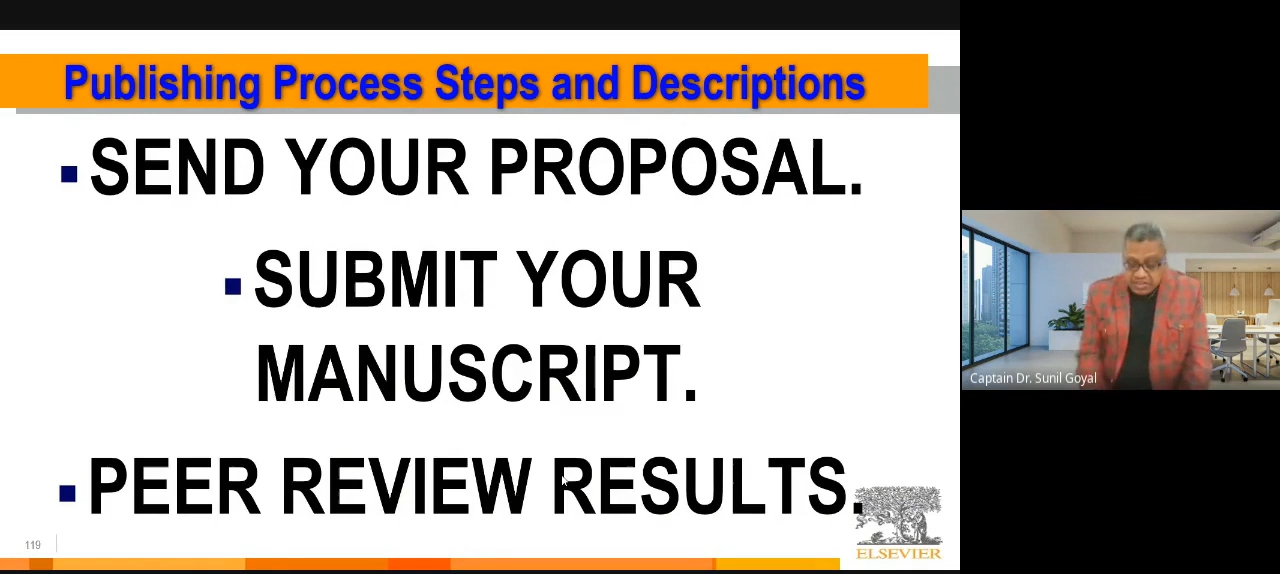 Publishing Process Steps and Descriptions
▪ SEND YOUR PROPOSAL.
▪ SUBMIT YOUR
MANUSCRIPT.
▪ PEER REVIEW RESULTS.
119
ELSEVIER
Captain Dr. Sunil Goyal